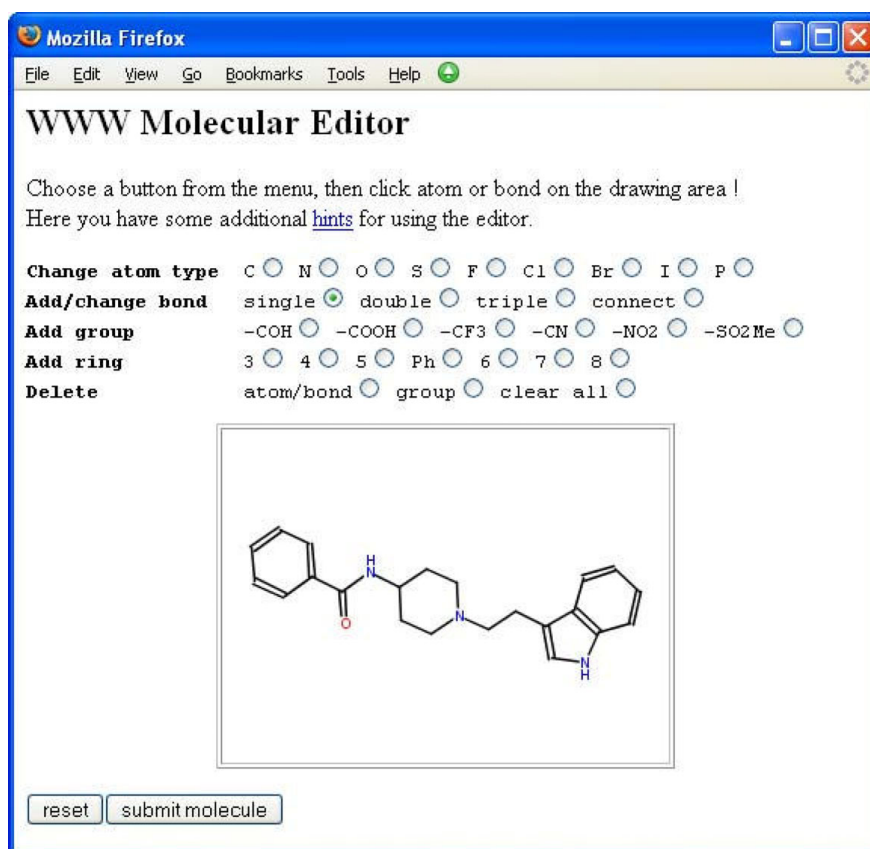 Mozilla Firefox
File Edit View Go Bookmarks Tools Help
WWW Molecular Editor
Choose a button from the menu, then click atom or bond on the drawing area !
Here you have some additional hints for using the editor.
Change atom type C N O S F Cl Br I P
Add/change bond single double triple connect
Add group -COH -COOH -CF3 -CN -NO2 -SO2Me
Add ring 3 4 5 Ph 6 7 8
Delete atom/bond group clear all
H
N
O
N
N
H
reset submit molecule